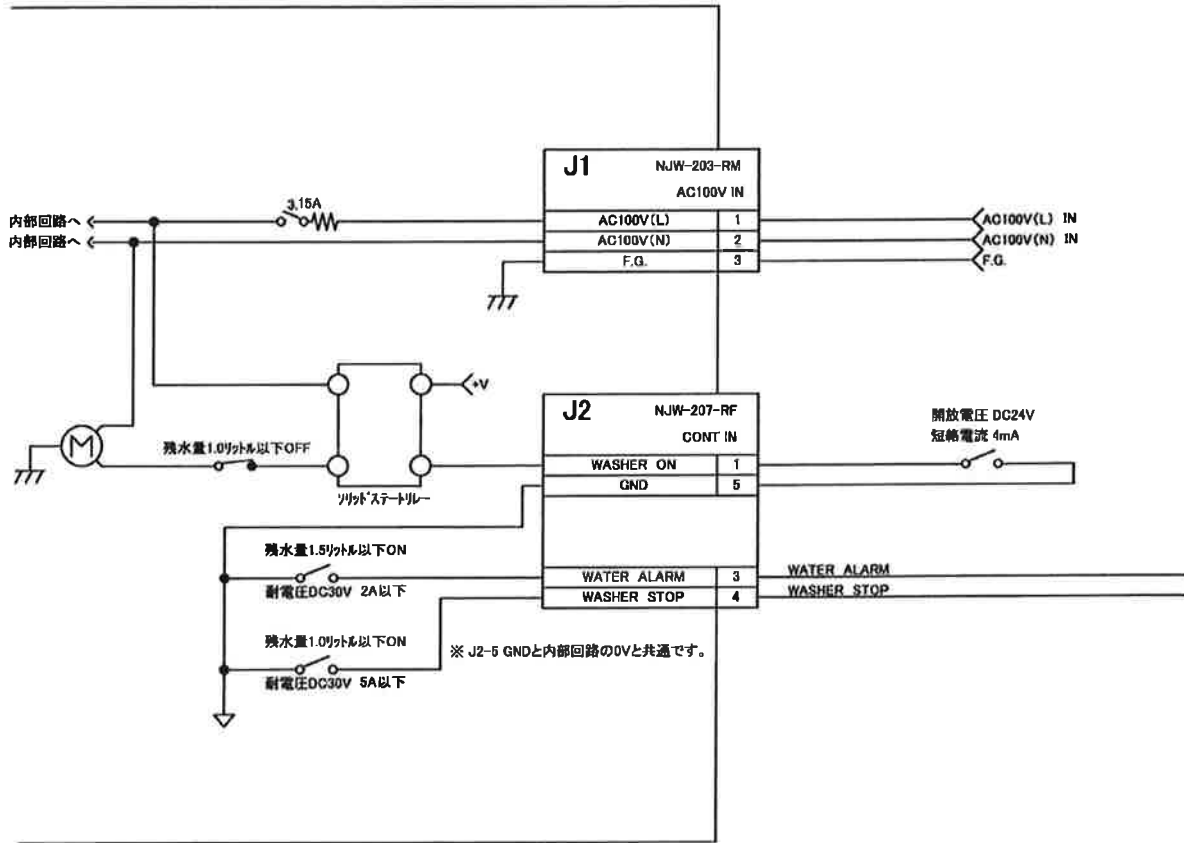 J1 NJW-203-RM
AC100V IN
3.15A
内部回路へ AC100V(L) 1 AC100V(L) IN
内部回路へ AC100V(N) 2 AC100V(N) IN
F.G. 3 F.G.
+V
J2 NJW-207-RF
CONT IN
開放電圧 DC24V
短絡電流 4mA
M
残水量1.0リットル以下OFF
WASHER ON 1
GND 5
ソリッドステートリレー
残水量1.5リットル以下ON
耐電圧DC30V 2A以下
WATER ALARM 3 WATER ALARM
WASHER STOP 4 WASHER STOP
残水量1.0リットル以下ON
耐電圧DC30V 5A以下
※ J2-5 GNDと内部回路の0Vと共通です。